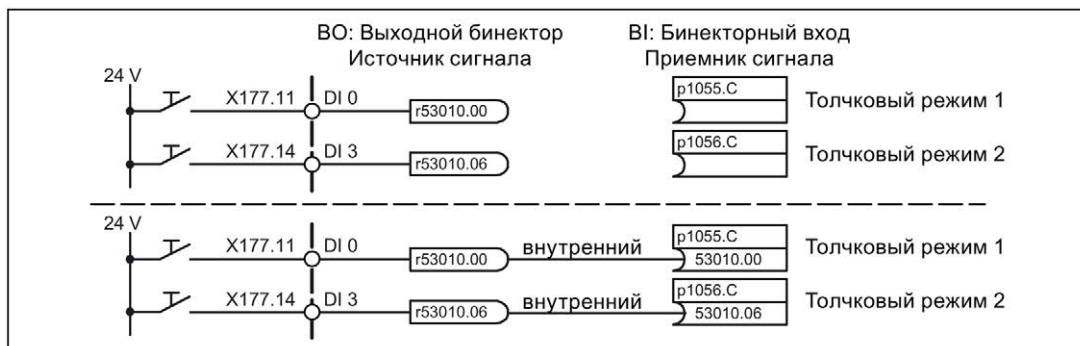 BO: Выходной бинектор BI: Бинекторный вход
Источник сигнала Приемник сигнала
24 V
X177.11 DI 0 r53010.00 p1055.C Толчковый режим 1
X177.14 DI 3 r53010.06 p1056.C Толчковый режим 2
24 V
X177.11 DI 0 r53010.00 внутренний p1055.C 53010.00 Толчковый режим 1
X177.14 DI 3 r53010.06 внутренний p1056.C 53010.06 Толчковый режим 2